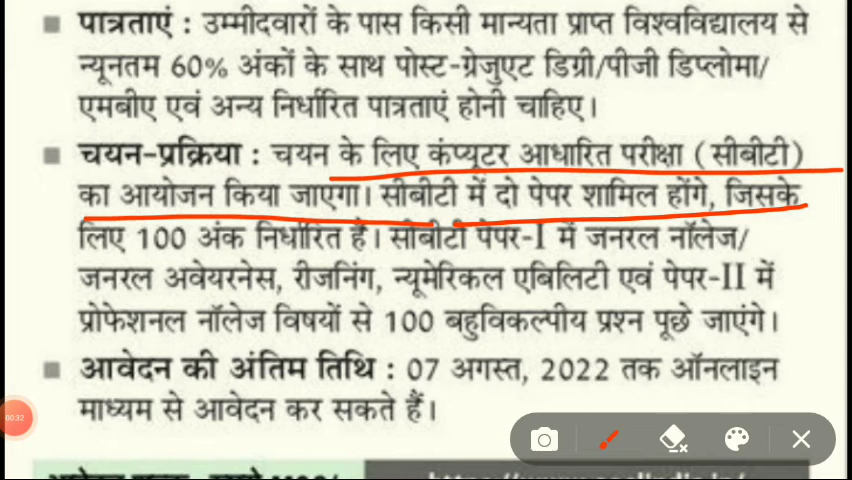 पात्रताएं : उम्मीदवारों के पास किसी मान्यता प्राप्त विश्वविद्यालय से
न्यूनतम 60% अंकों के साथ पोस्ट-ग्रेजुएट डिग्री/पीजी डिप्लोमा/
एमबीए एवं अन्य निर्धारित पात्रताएं होनी चाहिए।
चयन-प्रक्रिया : चयन के लिए कंप्यूटर आधारित परीक्षा (सीबीटी)
का आयोजन किया जाएगा। सीबीटी में दो पेपर शामिल होंगे, जिसके
लिए 100 अंक निर्धारित हैं। सीबीटी पेपर-I में जनरल नॉलेज/
जनरल अवेयरनेस, रीजनिंग, न्यूमेरिकल एबिलिटी एवं पेपर-II में
प्रोफेशनल नॉलेज विषयों से 100 बहुविकल्पीय प्रश्न पूछे जाएंगे।
आवेदन की अंतिम तिथि : 07 अगस्त, 2022 तक ऑनलाइन
माध्यम से आवेदन कर सकते हैं।
00:32